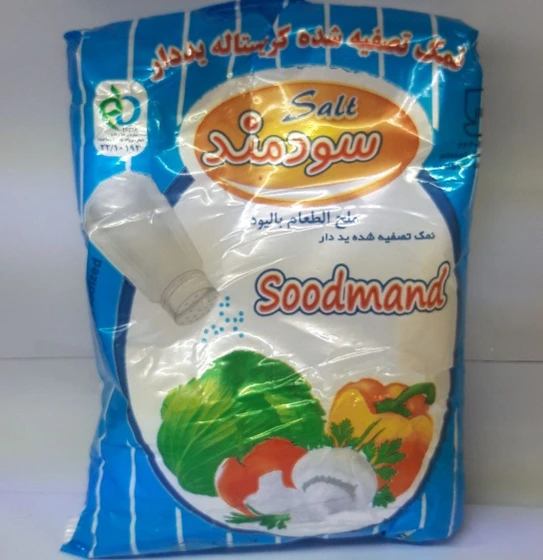 نمک تصفیه شده کریستاله یددار
Salt
سودمند
ملح الطعام باليود
نمک تصفیه شده ید دار
Soodmand